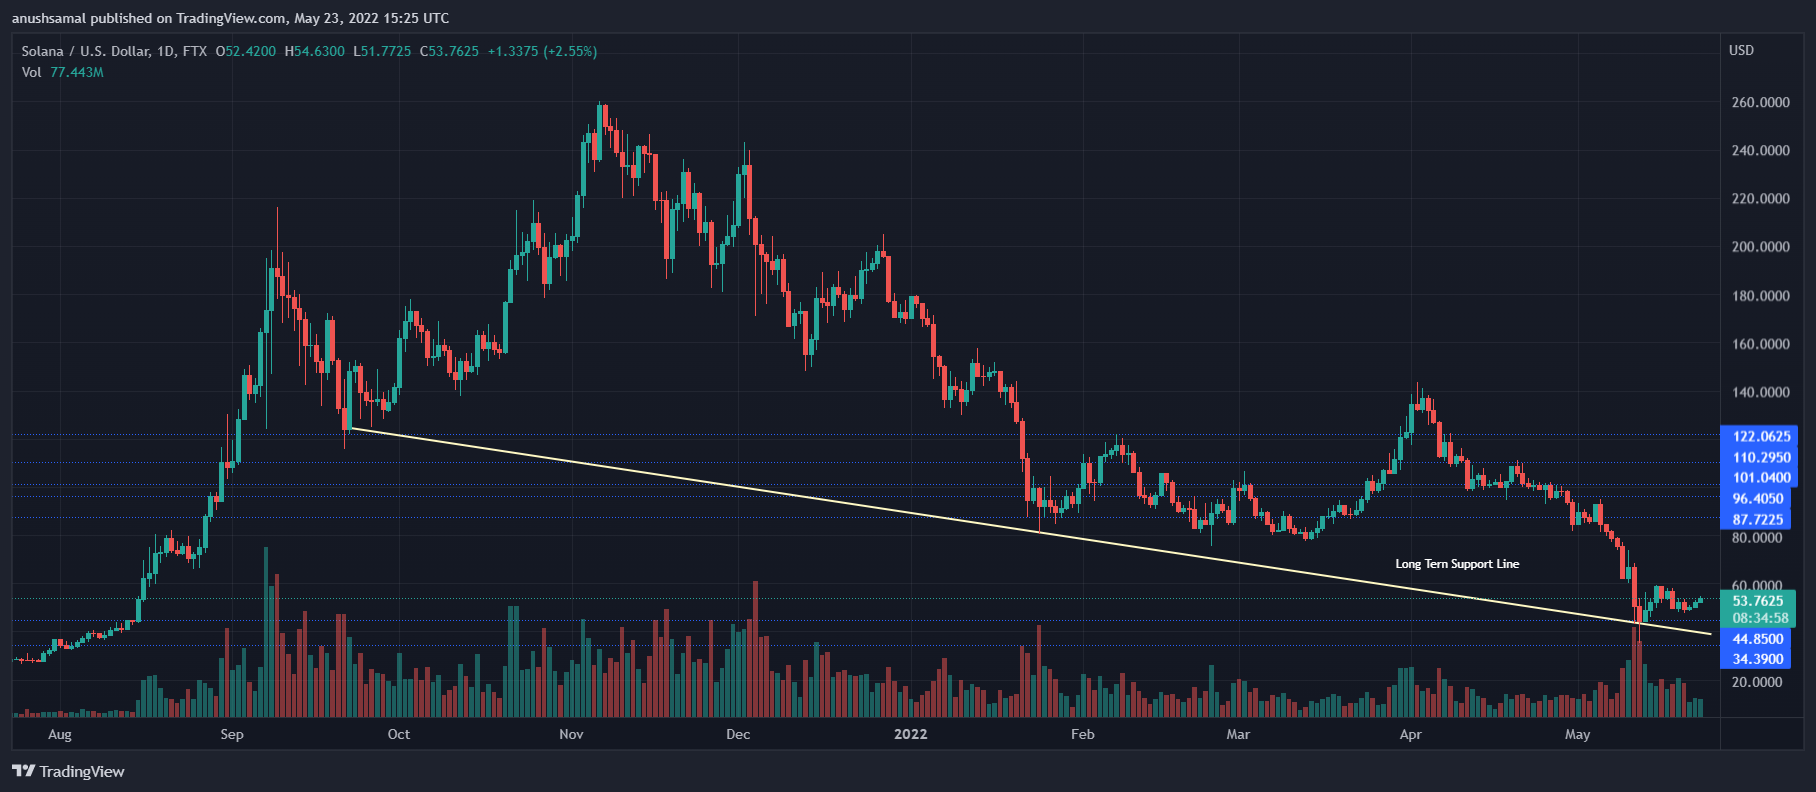 anushsamal published on TradingView.com, May 23, 2022 15:25 UTC
Solana / U.S. Dollar, 1D, FTX O52.4200 H54.6300 L51.7725 C53.7625 +1.3375 (+2.55%)
Vol 77.443M
USD
260.0000
240.0000
220.0000
200.0000
180.0000
160.0000
140.0000
122.0625
110.2950
101.0400
96.4050
87.7225
80.0000
Long Tern Support Line
60.0000
53.7625
08:34:58
44.8500
34.3900
20.0000
Aug Sep Oct Nov Dec 2022 Feb Mar Apr May
TradingView